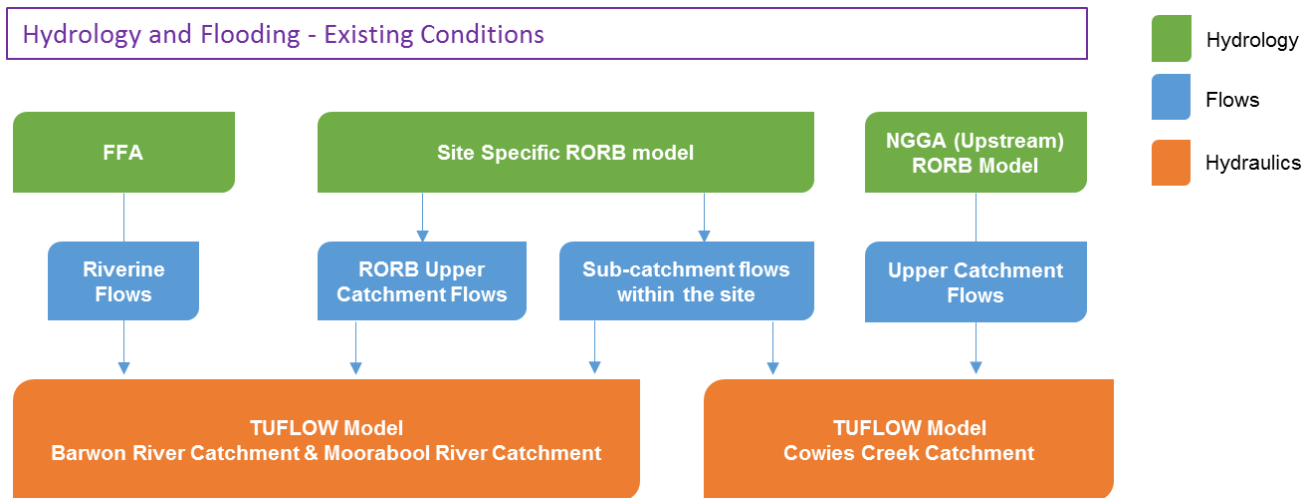 Hydrology and Flooding - Existing Conditions
Hydrology
Flows
Hydraulics
FFA
Site Specific RORB model
NGGA (Upstream)
RORB Model
Riverine
Flows
RORB Upper
Catchment Flows
Sub-catchment flows
within the site
Upper Catchment
Flows
TUFLOW Model
Barwon River Catchment & Moorabool River Catchment
TUFLOW Model
Cowies Creek Catchment